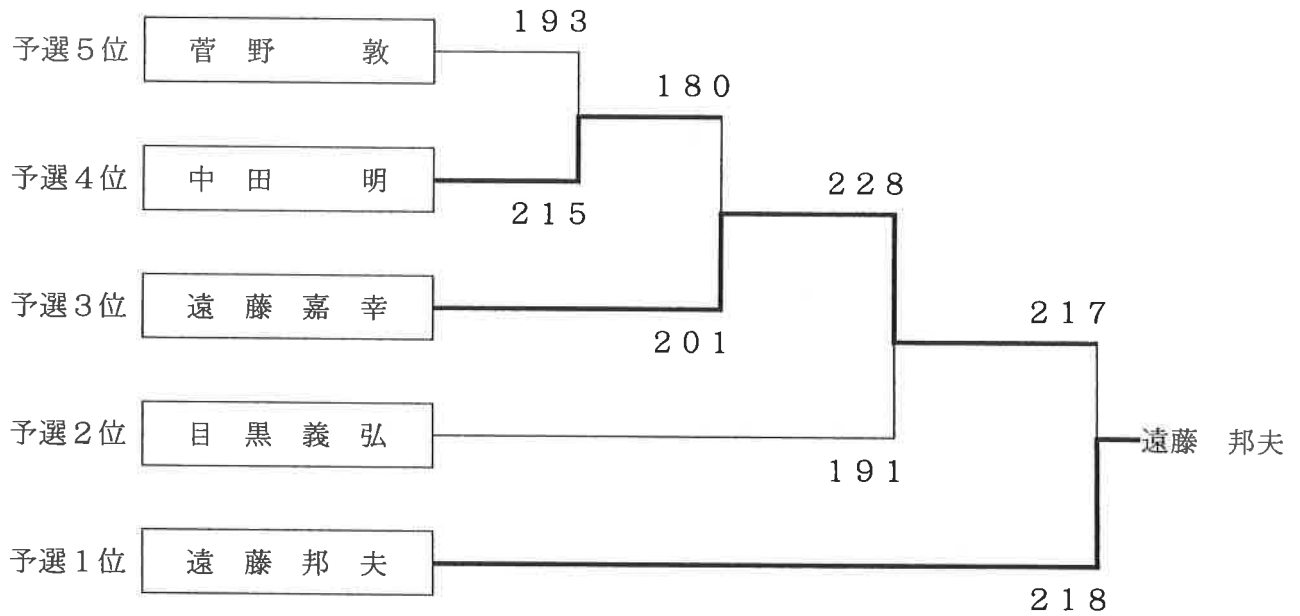 193
予選５位 菅野 敦
180
予選４位 中田 明
228
215
予選３位 遠藤嘉幸
217
201
予選２位 目黒義弘
遠藤 邦夫
191
予選１位 遠藤邦夫
218